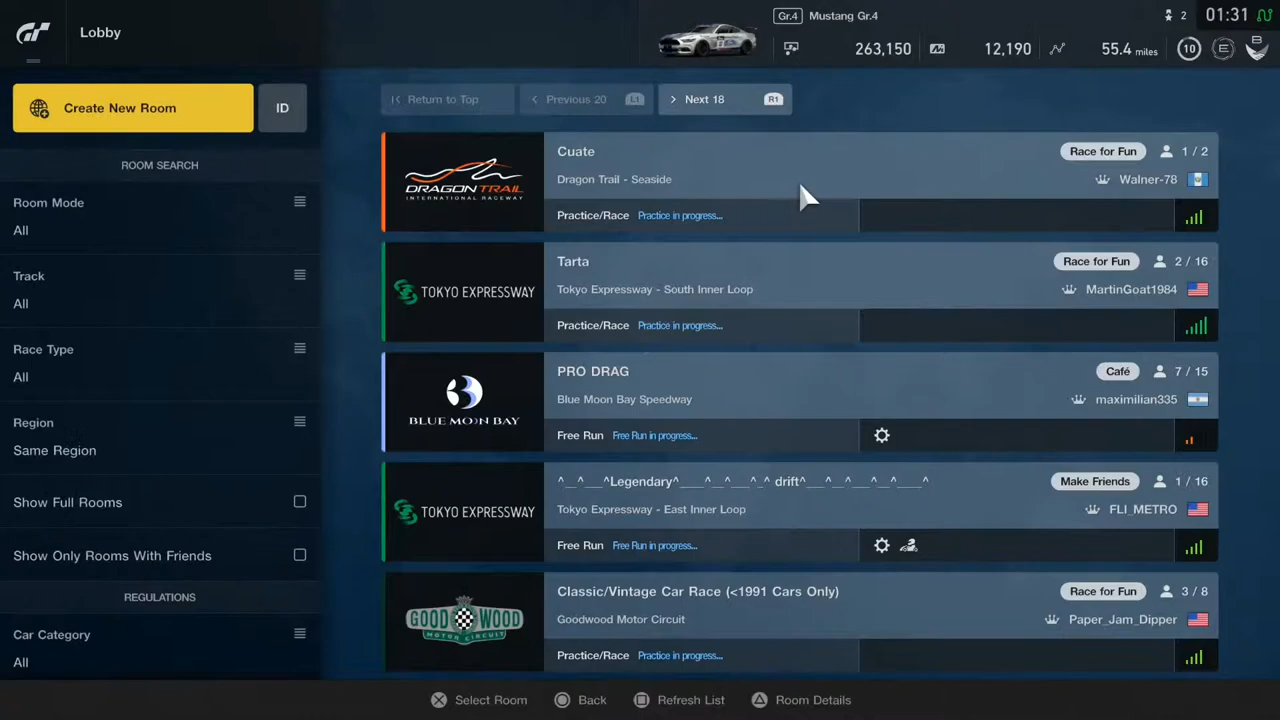 Lobby
Gr.4 Mustang Gr.4
2 01:31
263,150 12,190 55.4 miles 10 E B
Create New Room ID
ROOM SEARCH
Room Mode
All
Track
All
Race Type
All
Region
Same Region
Show Full Rooms
Show Only Rooms With Friends
REGULATIONS
Car Category
All
Return to Top Previous 20 L1 Next 18 R1
DRAGON TRAIL
INTERNATIONAL RACEWAY
Cuate Race for Fun 1 / 2
Dragon Trail - Seaside Walner-78
Practice/Race Practice in progress...
TOKYO EXPRESSWAY
Tarta Race for Fun 2 / 16
Tokyo Expressway - South Inner Loop MartinGoat1984
Practice/Race Practice in progress...
BLUE MOON BAY
PRO DRAG Café 7 / 15
Blue Moon Bay Speedway maximilian335
Free Run Free Run in progress...
TOKYO EXPRESSWAY
^__^___^Legendary^____^__^___^_^ drift^___^__^___^__^____^ Make Friends 1 / 16
Tokyo Expressway - East Inner Loop FLI_METRO
Free Run Free Run in progress...
GOODWOOD
MOTOR CIRCUIT
Classic/Vintage Car Race (<1991 Cars Only) Race for Fun 3 / 8
Goodwood Motor Circuit Paper_Jam_Dipper
Practice/Race Practice in progress...
Select Room Back Refresh List Room Details